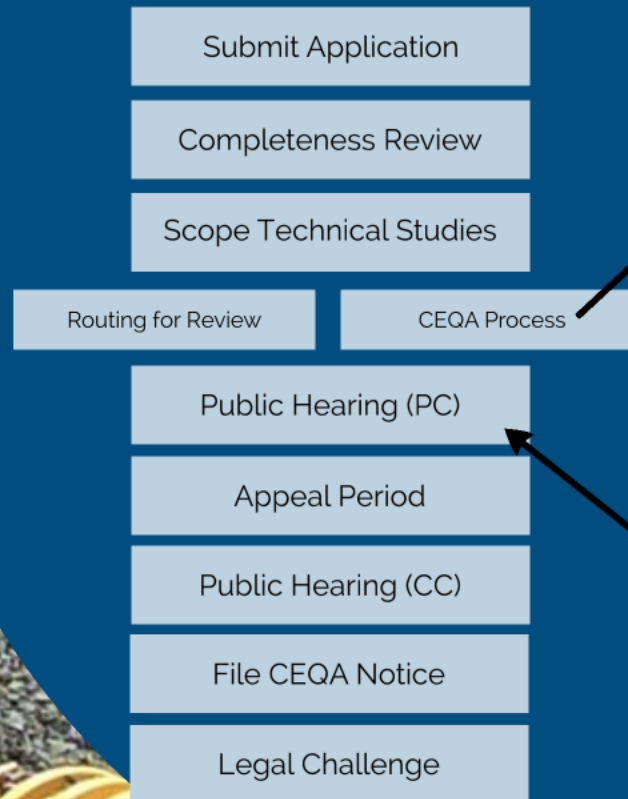 Submit Application
Completeness Review
Scope Technical Studies
Routing for Review
CEQA Process
Public Hearing (PC)
Appeal Period
Public Hearing (CC)
File CEQA Notice
Legal Challenge